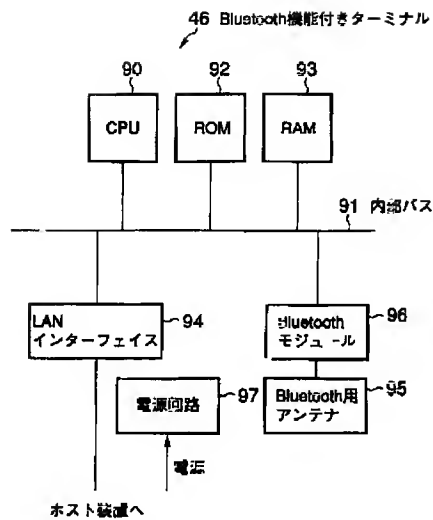 46 Bluetooth機能付きターミナル
90
92
93
CPU
ROM
RAM
91 内部バス
LAN
インターフェイス
94
Bluetooth
モジュール
96
電源回路
97
Bluetooth用
アンテナ
95
電源
ホスト装置へ